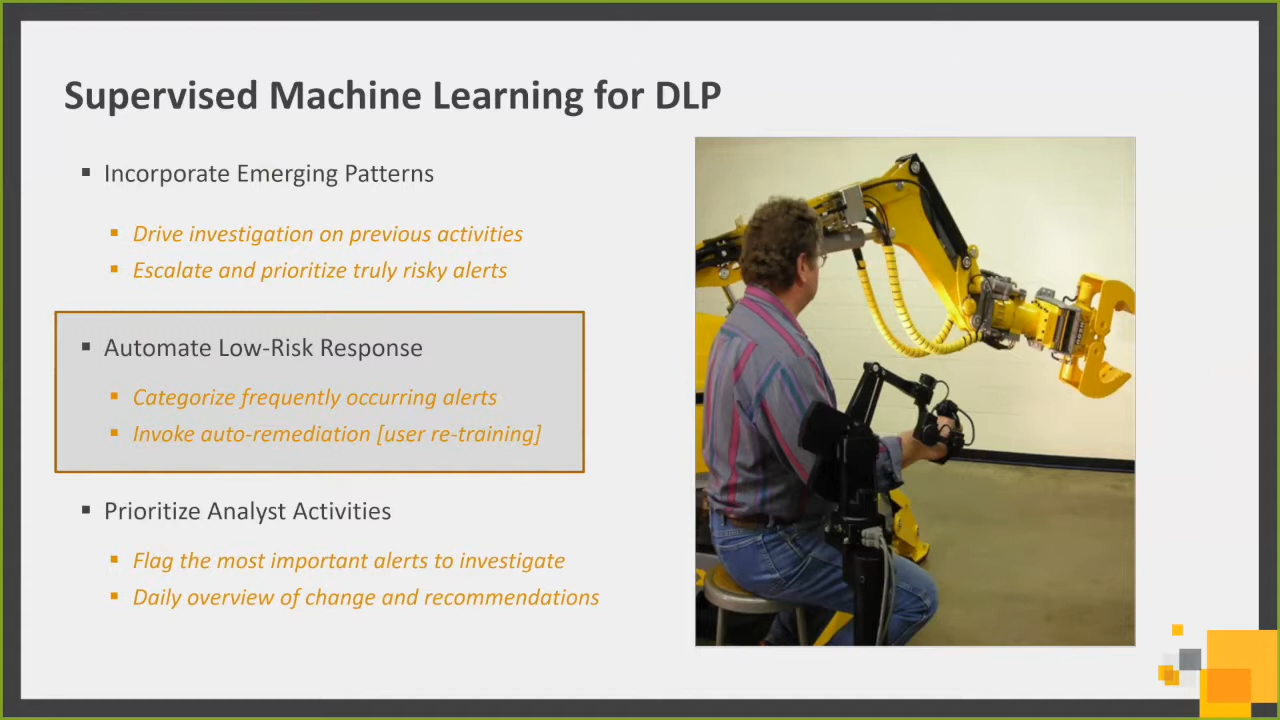 Supervised Machine Learning for DLP
Incorporate Emerging Patterns
Drive investigation on previous activities
Escalate and prioritize truly risky alerts
Automate Low-Risk Response
Categorize frequently occurring alerts
Invoke auto-remediation [user re-training]
Prioritize Analyst Activities
Flag the most important alerts to investigate
Daily overview of change and recommendations